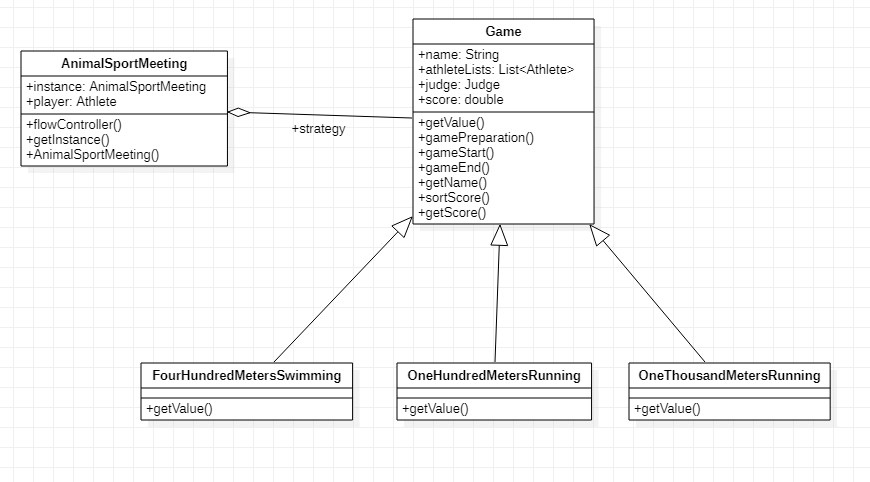 AnimalSportMeeting
+instance: AnimalSportMeeting
+player: Athlete
+flowController()
+getInstance()
+AnimalSportMeeting()
+strategy
Game
+name: String
+athleteLists: List<Athlete>
+judge: Judge
+score: double
+getValue()
+gamePreparation()
+gameStart()
+gameEnd()
+getName()
+sortScore()
+getScore()
FourHundredMetersSwimming
+getValue()
OneHundredMetersRunning
+getValue()
OneThousandMetersRunning
+getValue()